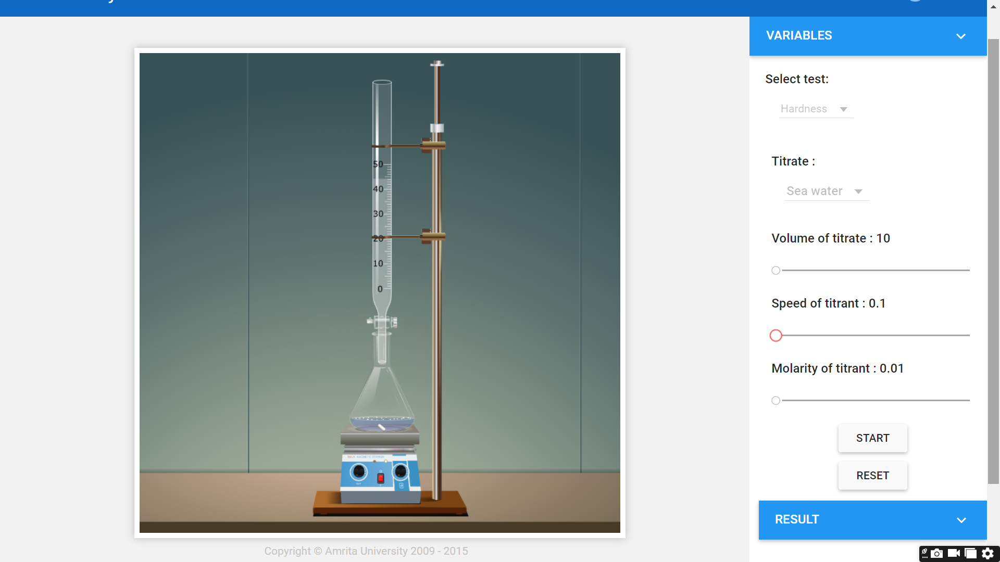 VARIABLES
Select test:
Hardness
Titrate :
Sea water
Volume of titrate : 10
Speed of titrant : 0.1
Molarity of titrant : 0.01
START
RESET
RESULT
50
40
30
20
10
0
Copyright © Amrita University 2009 - 2015